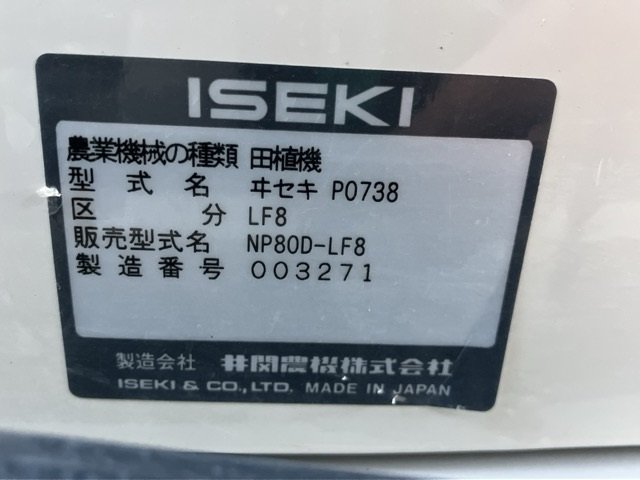 ISEKI
農業機械の種類 田植機
型式名 ヰセキ P0738
区分 LF8
販売型式名 NP80D-LF8
製造番号 003271
製造会社 井関農機株式会社
ISEKI & CO., LTD. MADE IN JAPAN